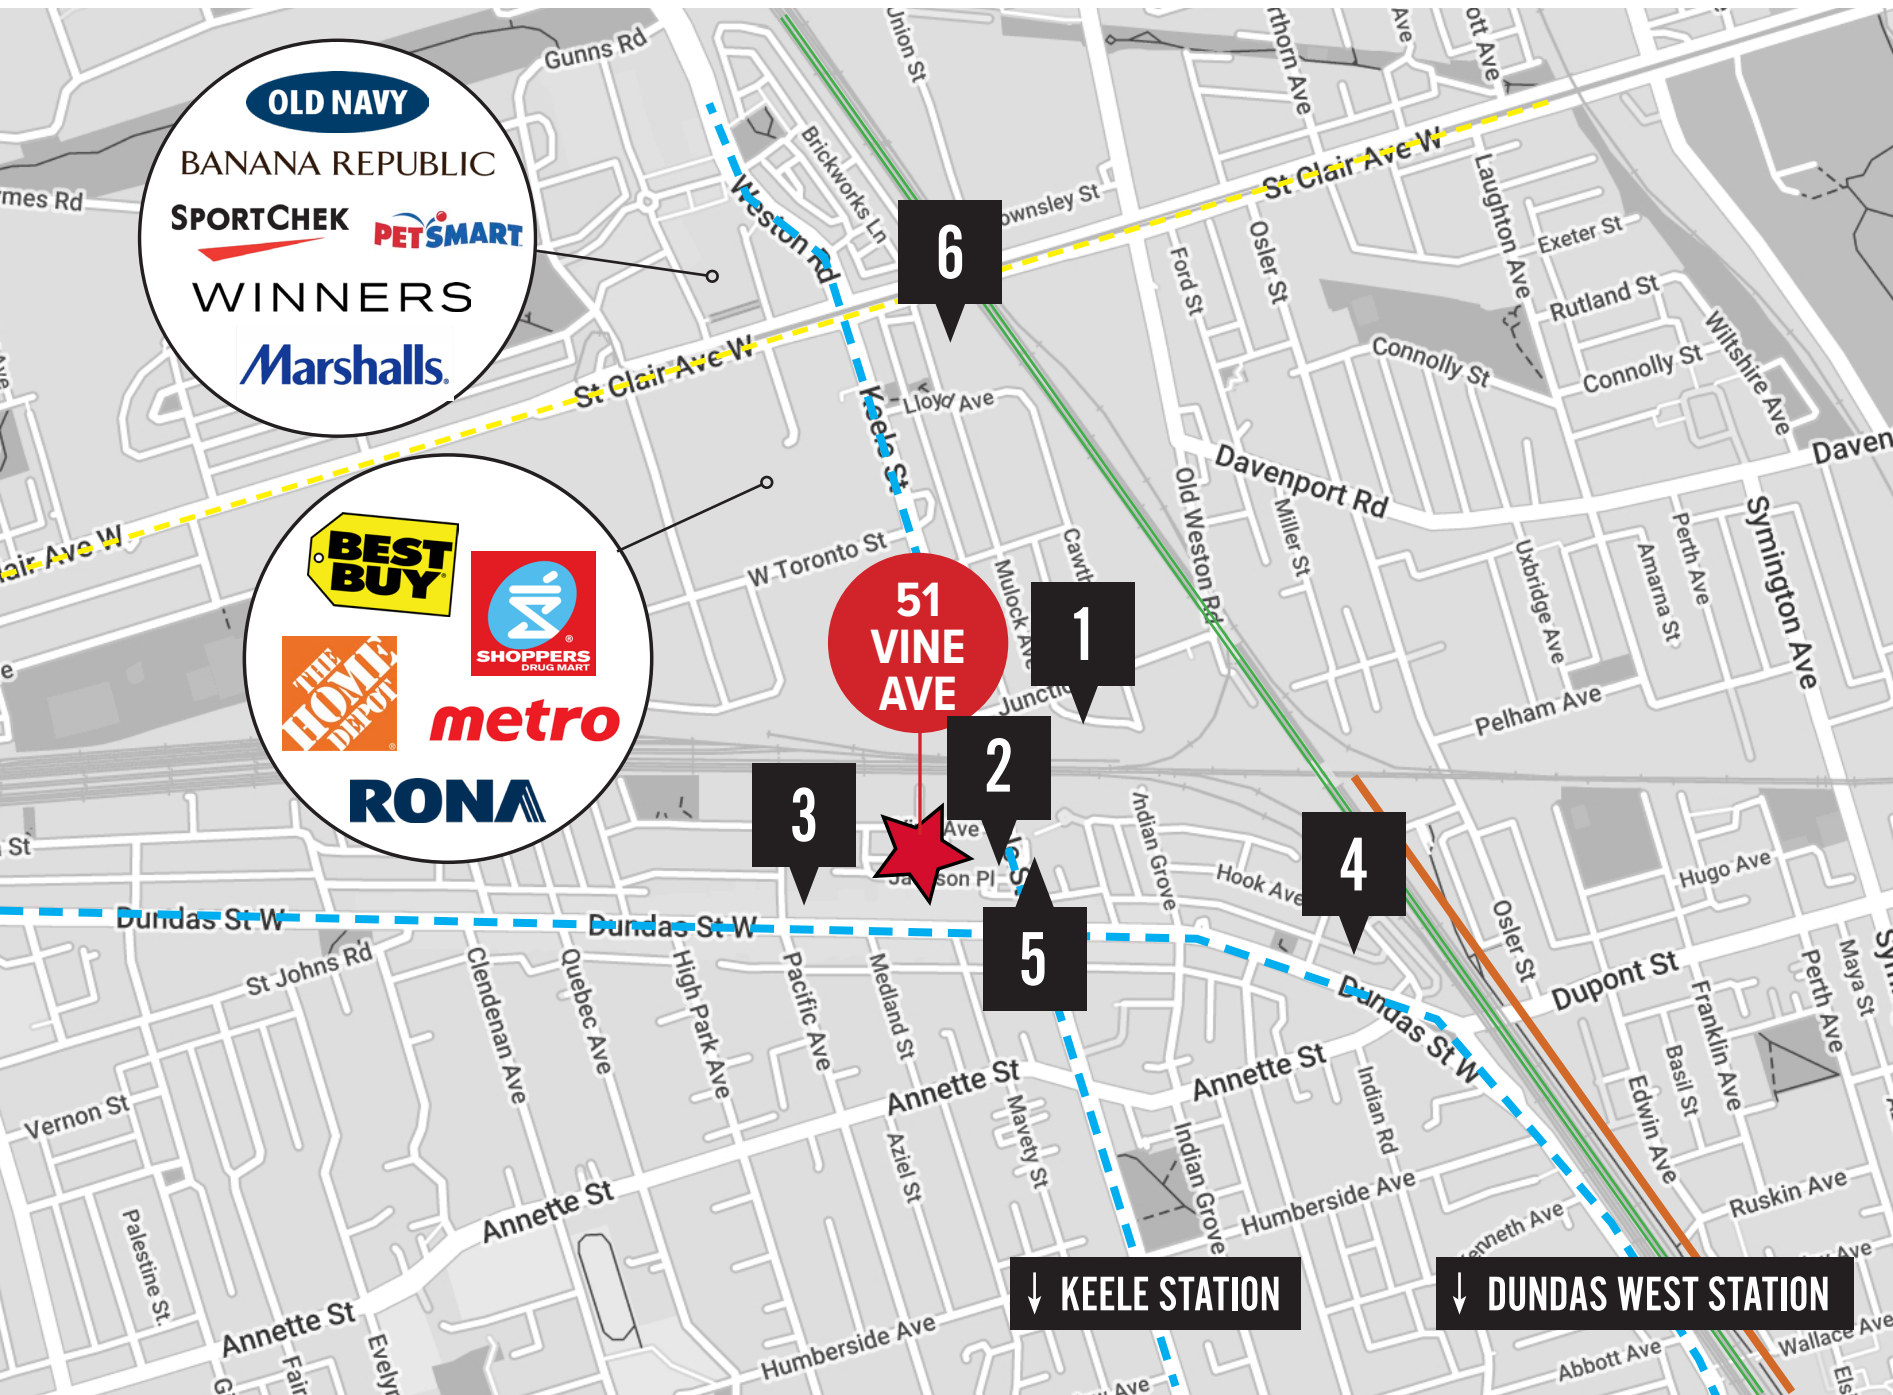 Gunns Rd
Union St
Ave
OLD NAVY
BANANA REPUBLIC
SPORTCHEK
PETSMART
WINNERS
Marshalls.
Brickworks Ln
Weston Rd
6
St Clair Ave W
Laughton Ave
Osler St
Ford St
Exeter St
Rutland St
Wiltshire Ave
Connolly St
Connolly St
St Clair Ave W
Keele St
Lloyd Ave
Davenport Rd
Old Weston Rd
Miller St
Symington Ave
Perth Ave
Amarna St
Uxbridge Ave
Pelham Ave
BEST
BUY
SHOPPERS
DRUG MART
THE
HOME
DEPOT
metro
RONA
W Toronto St
51
VINE
AVE
Mulock Ave
1
2
3
4
5
Ave
Indian Grove
Hook Ave
Hugo Ave
Osler St
Dundas St W
Dundas St W
St Johns Rd
Clendenan Ave
Quebec Ave
High Park Ave
Pacific Ave
Medland St
Dundas St W
Dupont St
Franklin Ave
Perth Ave
Maya St
Basil St
Edwin Ave
Annette St
Annette St
Indian Rd
Mavety St
Aziel St
Indian Grove
Humberside Ave
Ruskin Ave
Vernon St
Palestine St.
Annette St
Annette St
Humberside Ave
↓ KEELE STATION
↓ DUNDAS WEST STATION
Wallace Ave
Abbott Ave